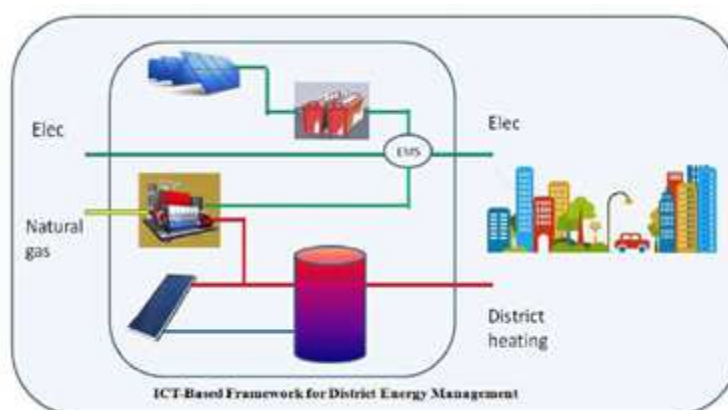 Elec
Elec
EMS
Natural
gas
District
heating
ICT-Based Framework for District Energy Management